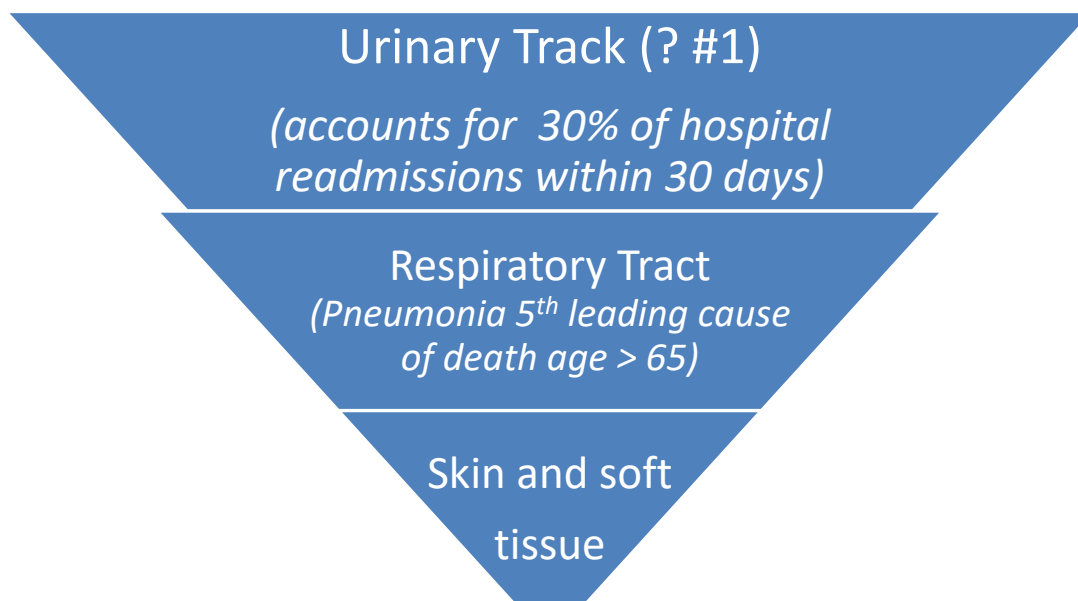 Urinary Track (? #1)
(accounts for 30% of hospital
readmissions within 30 days)
Respiratory Tract
(Pneumonia 5th leading cause
of death age > 65)
Skin and soft
tissue